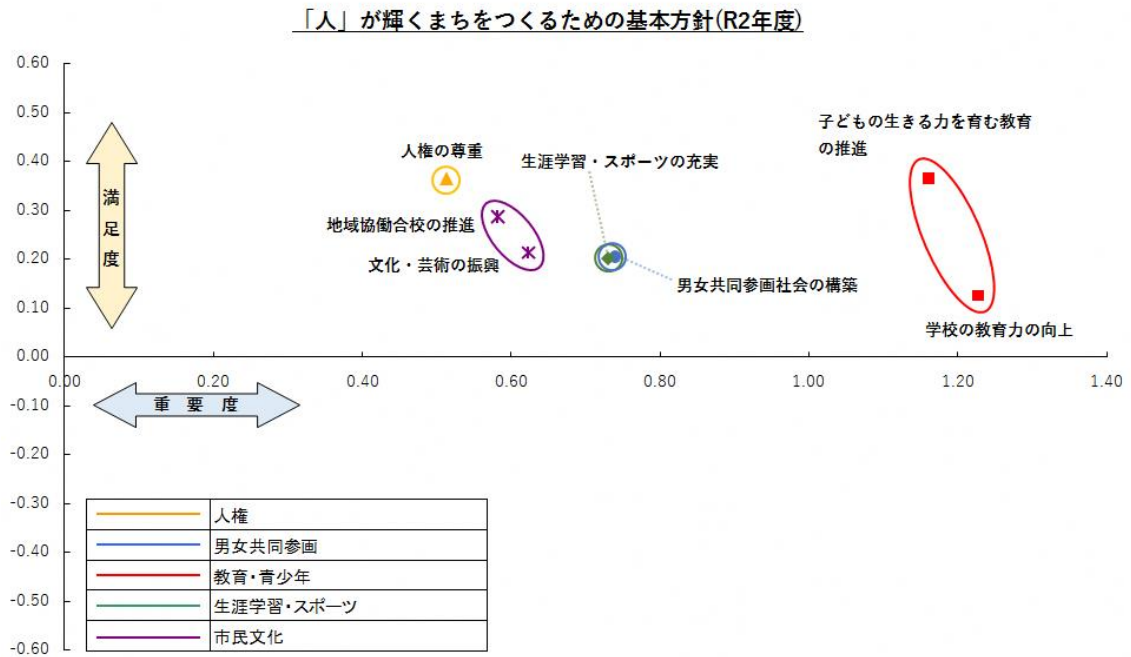 「人」が輝くまちをつくるための基本方針(R2年度)
0.60
0.50
0.40
0.30
0.20
0.10
0.00
-0.10
-0.20
-0.30
-0.40
-0.50
-0.60
満足度
人権の尊重
生涯学習・スポーツの充実
子どもの生きる力を育む教育
の推進
地域協働合校の推進
文化・芸術の振興
男女共同参画社会の構築
学校の教育力の向上
0.00 0.20 0.40 0.60 0.80 1.00 1.20 1.40
重要度
人権
男女共同参画
教育・青少年
生涯学習・スポーツ
市民文化